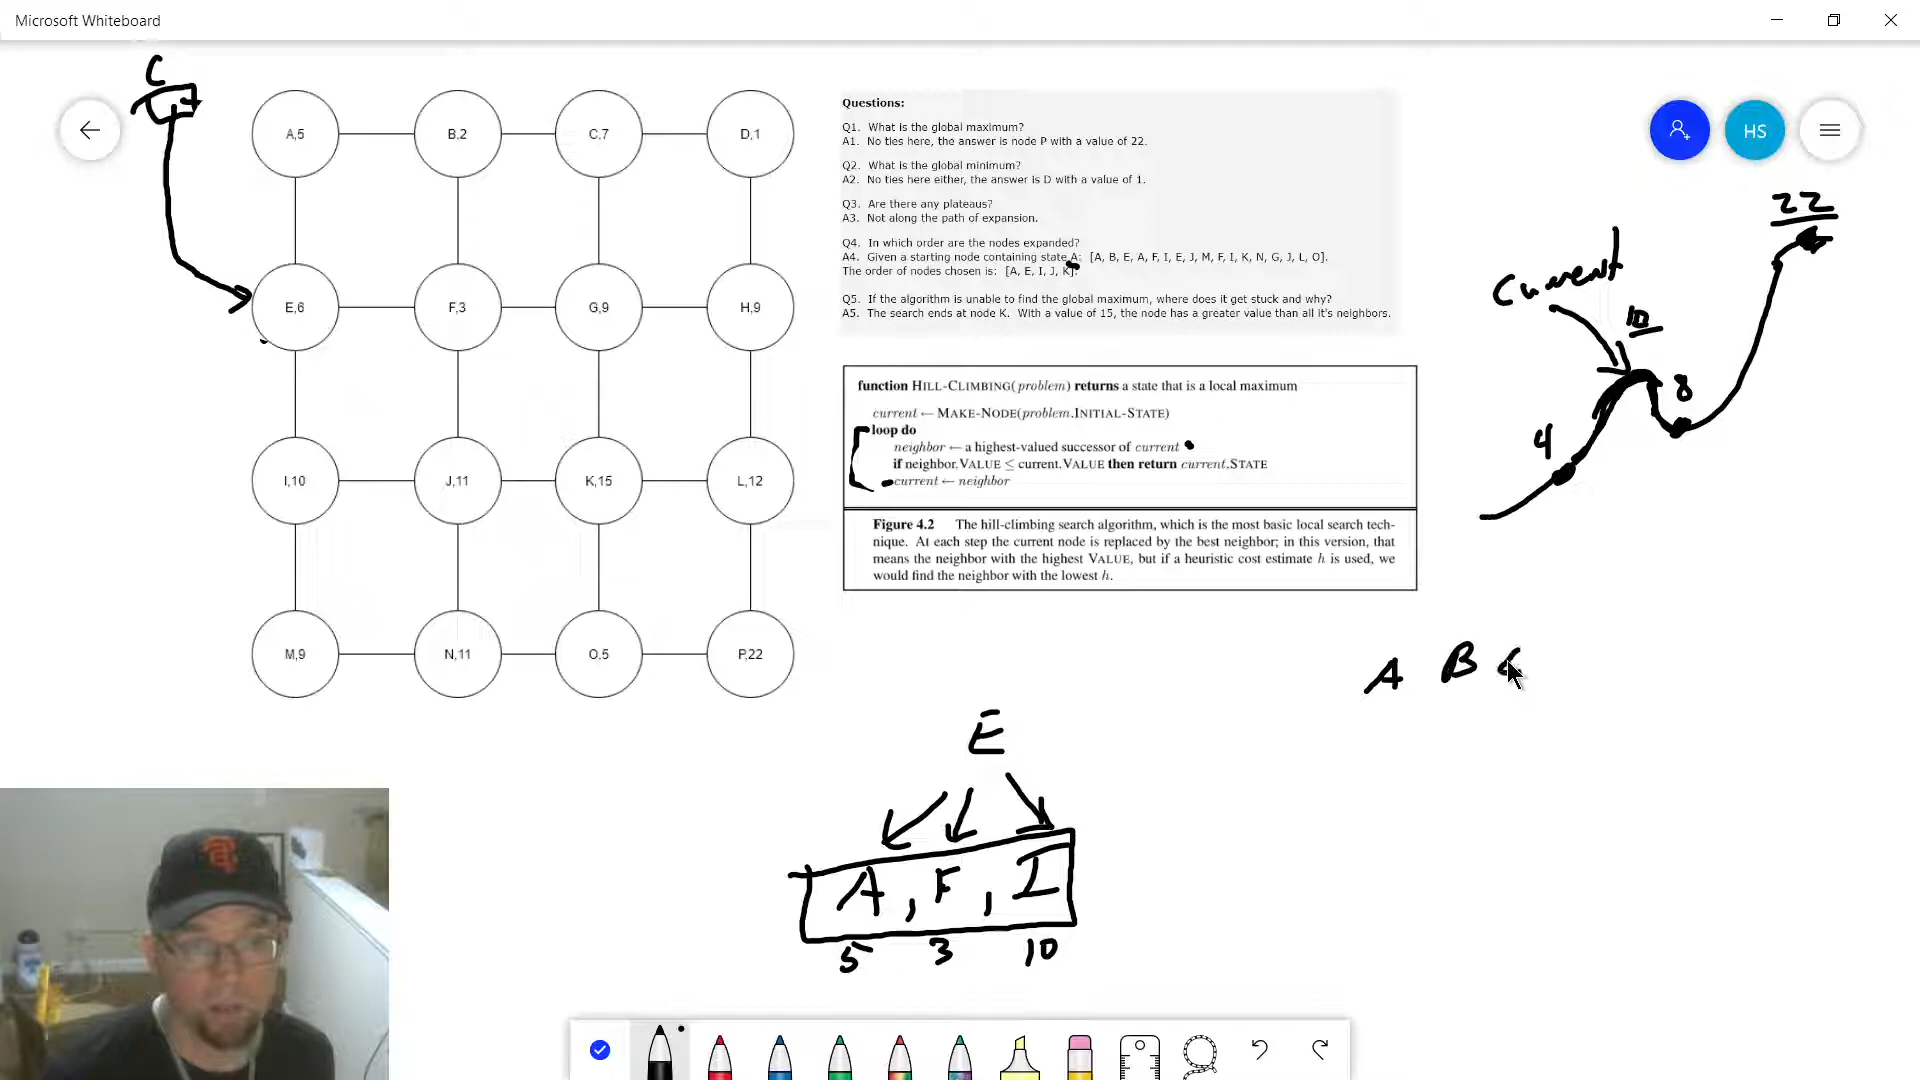 Microsoft Whiteboard
C
A,5 B,2 C,7 D,1
E,6 F,3 G,9 H,9
I,10 J,11 K,15 L,12
M,9 N,11 O,5 P,22
Questions:
Q1. What is the global maximum?
A1. No ties here, the answer is node P with a value of 22.
Q2. What is the global minimum?
A2. No ties here either, the answer is D with a value of 1.
Q3. Are there any plateaus?
A3. Not along the path of expansion.
Q4. In which order are the nodes expanded?
A4. Given a starting node containing state A: [A, B, E, A, F, I, E, J, M, F, I, K, N, G, J, L, O].
The order of nodes chosen is: [A, E, I, J, K].
Q5. If the algorithm is unable to find the global maximum, where does it get stuck and why?
A5. The search ends at node K. With a value of 15, the node has a greater value than all it's neighbors.
function HILL-CLIMBING(problem) returns a state that is a local maximum
current ← MAKE-NODE(problem.INITIAL-STATE)
loop do
neighbor ← a highest-valued successor of current
if neighbor.VALUE ≤ current.VALUE then return current.STATE
current ← neighbor
Figure 4.2 The hill-climbing search algorithm, which is the most basic local search tech-
nique. At each step the current node is replaced by the best neighbor; in this version, that
means the neighbor with the highest VALUE, but if a heuristic cost estimate h is used, we
would find the neighbor with the lowest h.
HS
22
Current
10
8
4
A B
E
A, F, I
5 3 10